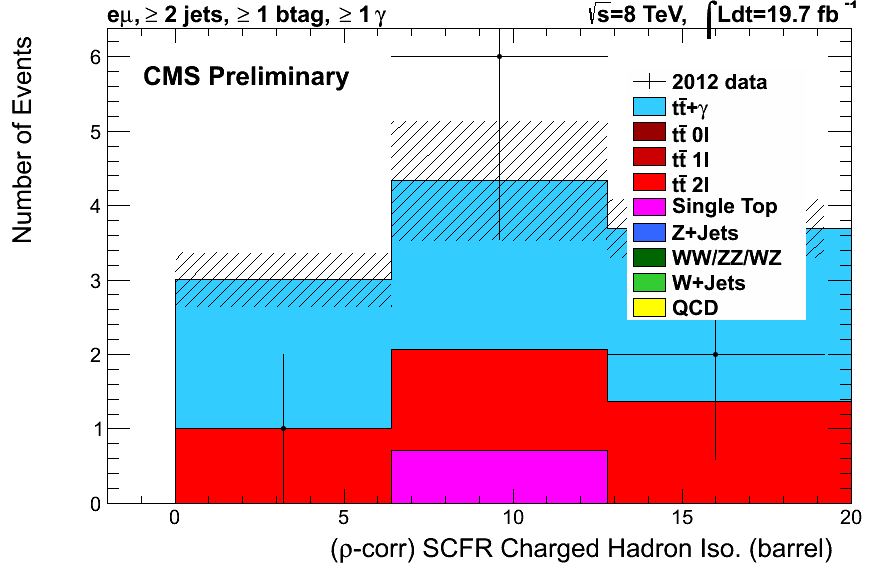 eμ, ≥ 2 jets, ≥ 1 btag, ≥ 1 γ
√s=8 TeV, ∫Ldt=19.7 fb⁻¹
CMS Preliminary
Number of Events
6
5
4
3
2
1
0
2012 data
tt̄+γ
tt̄ 0l
tt̄ 1l
tt̄ 2l
Single Top
Z+Jets
WW/ZZ/WZ
W+Jets
QCD
0 5 10 15 20
(ρ-corr) SCFR Charged Hadron Iso. (barrel)